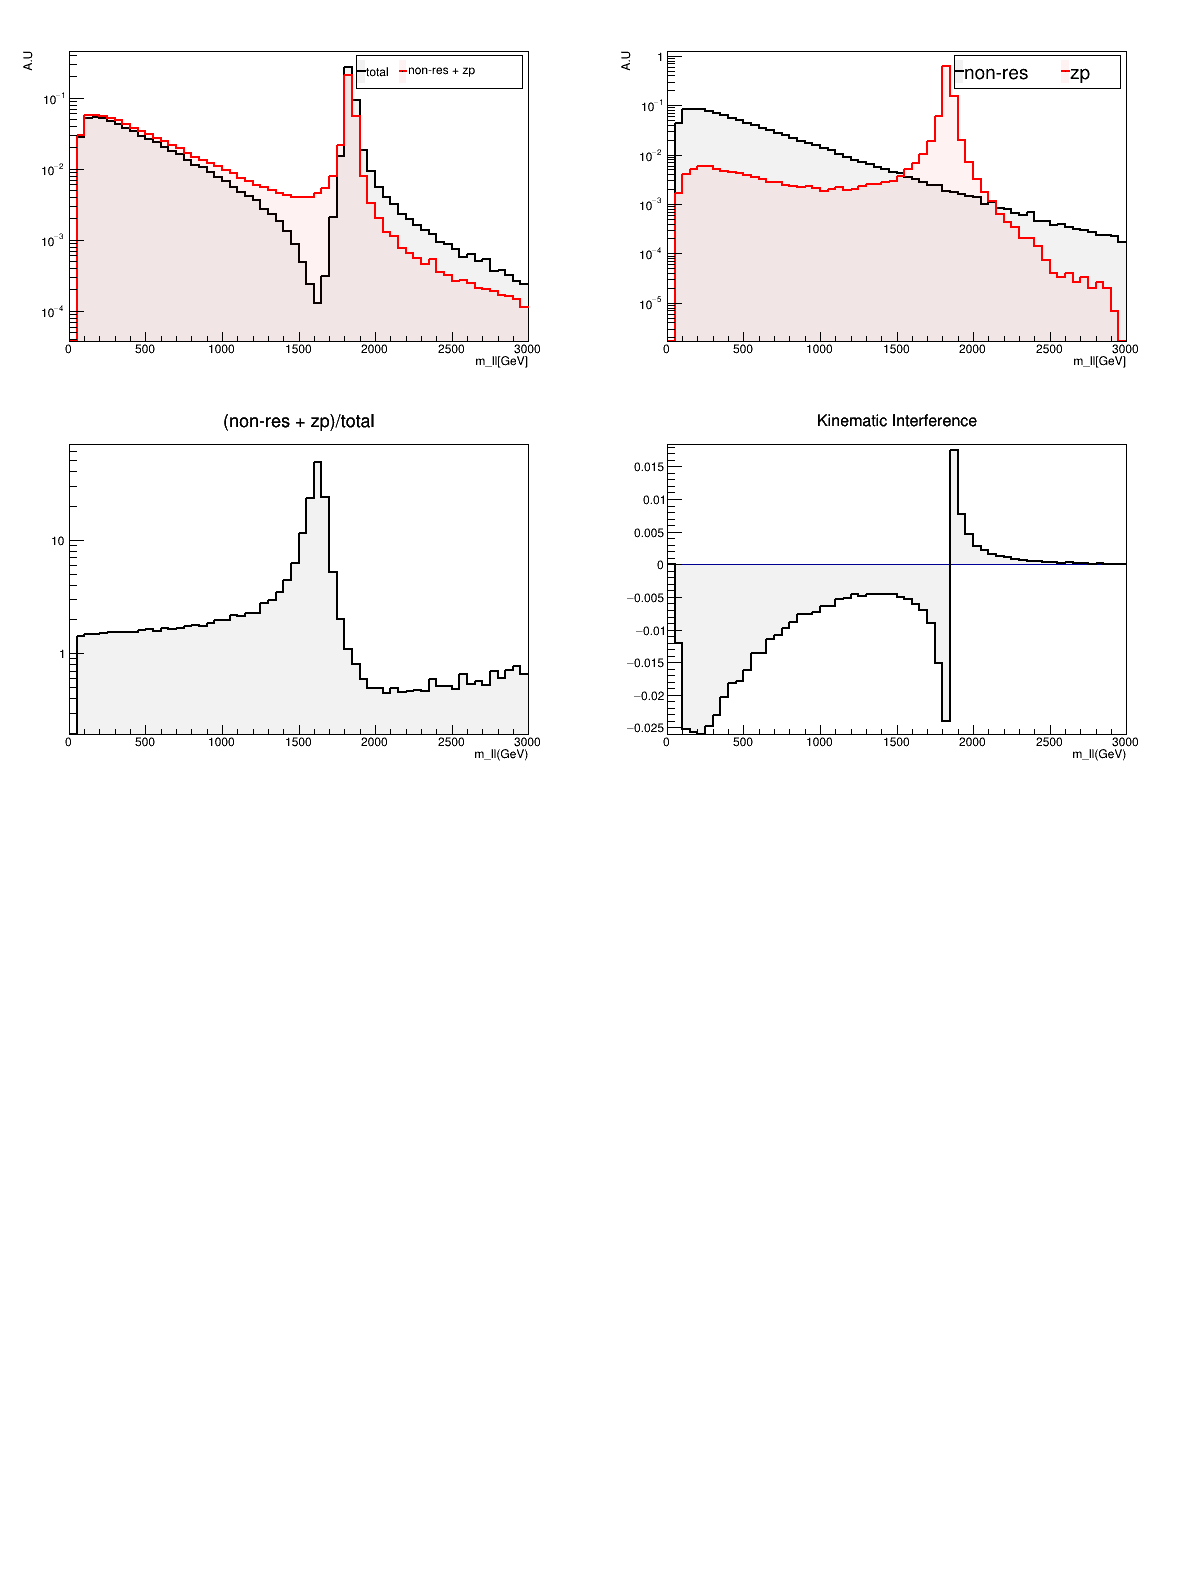 A.U
total non-res + zp
10⁻¹
10⁻²
10⁻³
10⁻⁴
0 500 1000 1500 2000 2500 3000
m_ll[GeV]
A.U
non-res zp
1
10⁻¹
10⁻²
10⁻³
10⁻⁴
10⁻⁵
0 500 1000 1500 2000 2500 3000
m_ll[GeV]
(non-res + zp)/total
10
1
0 500 1000 1500 2000 2500 3000
m_ll(GeV)
Kinematic Interference
0.015
0.01
0.005
0
−0.005
−0.01
−0.015
−0.02
−0.025
0 500 1000 1500 2000 2500 3000
m_ll(GeV)